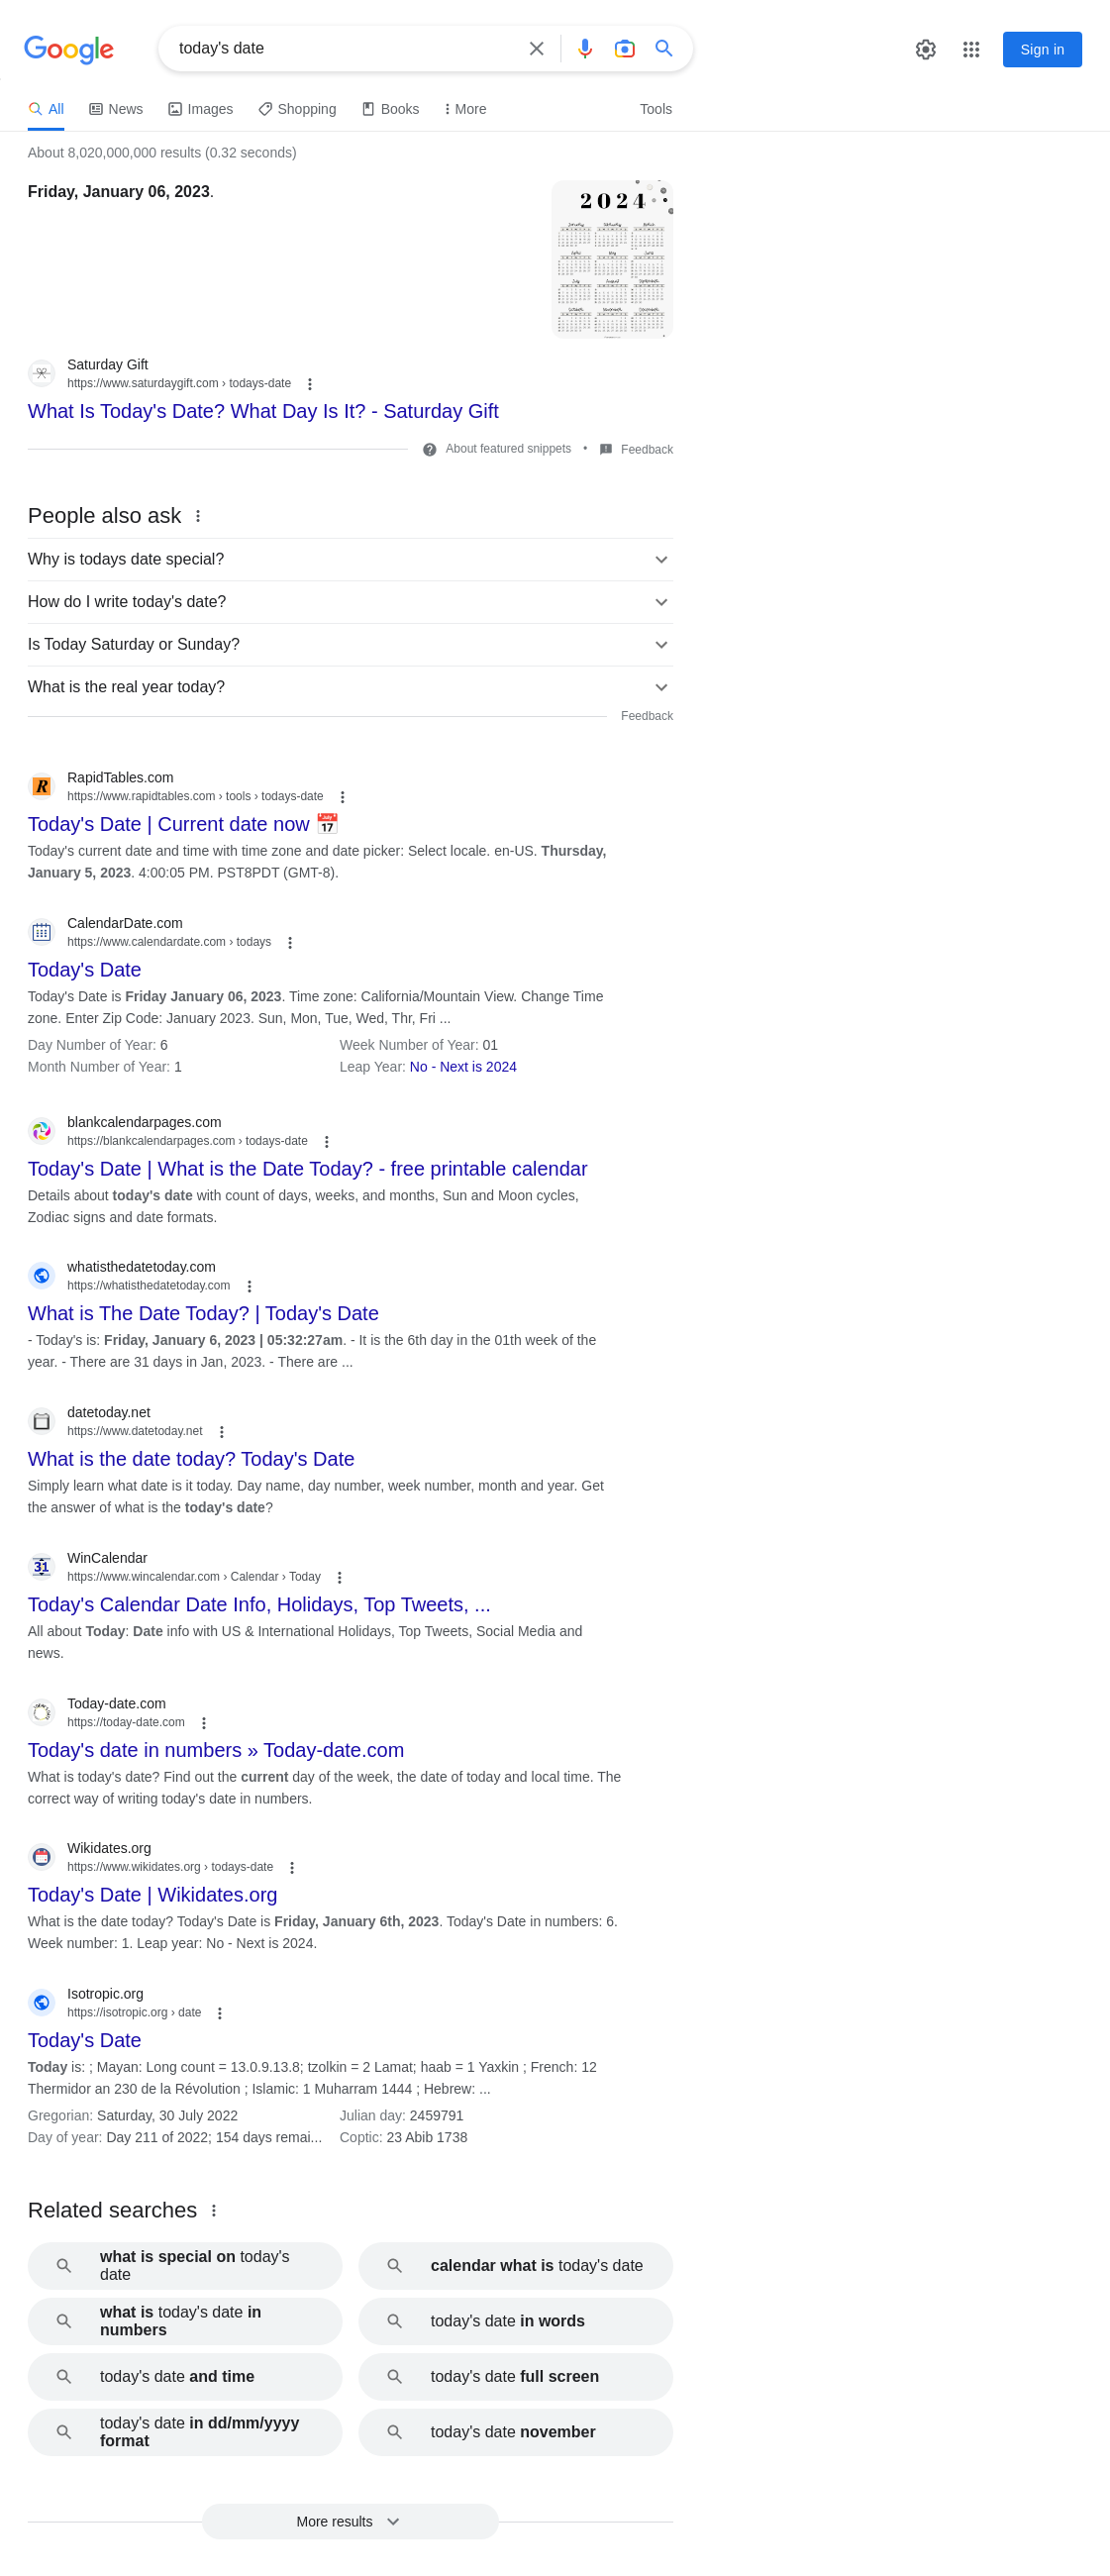 Google
today's date
Sign in
All News Images Shopping Books More Tools
About 8,020,000,000 results (0.32 seconds)
Friday, January 06, 2023.
2024
Saturday Gift
https://www.saturdaygift.com › todays-date
What Is Today's Date? What Day Is It? - Saturday Gift
About featured snippets • Feedback
People also ask
Why is todays date special?
How do I write today's date?
Is Today Saturday or Sunday?
What is the real year today?
Feedback
RapidTables.com
https://www.rapidtables.com › tools › todays-date
Today's Date | Current date now 📅
Today's current date and time with time zone and date picker: Select locale. en-US. Thursday,
January 5, 2023. 4:00:05 PM. PST8PDT (GMT-8).
CalendarDate.com
https://www.calendardate.com › todays
Today's Date
Today's Date is Friday January 06, 2023. Time zone: California/Mountain View. Change Time
zone. Enter Zip Code: January 2023. Sun, Mon, Tue, Wed, Thr, Fri ...
Day Number of Year: 6 Week Number of Year: 01
Month Number of Year: 1 Leap Year: No - Next is 2024
blankcalendarpages.com
https://blankcalendarpages.com › todays-date
Today's Date | What is the Date Today? - free printable calendar
Details about today's date with count of days, weeks, and months, Sun and Moon cycles,
Zodiac signs and date formats.
whatisthedatetoday.com
https://whatisthedatetoday.com
What is The Date Today? | Today's Date
- Today's is: Friday, January 6, 2023 | 05:32:27am. - It is the 6th day in the 01th week of the
year. - There are 31 days in Jan, 2023. - There are ...
datetoday.net
https://www.datetoday.net
What is the date today? Today's Date
Simply learn what date is it today. Day name, day number, week number, month and year. Get
the answer of what is the today's date?
31
WinCalendar
https://www.wincalendar.com › Calendar › Today
Today's Calendar Date Info, Holidays, Top Tweets, ...
All about Today: Date info with US & International Holidays, Top Tweets, Social Media and
news.
Today-date.com
https://today-date.com
Today's date in numbers » Today-date.com
What is today's date? Find out the current day of the week, the date of today and local time. The
correct way of writing today's date in numbers.
Wikidates.org
https://www.wikidates.org › todays-date
Today's Date | Wikidates.org
What is the date today? Today's Date is Friday, January 6th, 2023. Today's Date in numbers: 6.
Week number: 1. Leap year: No - Next is 2024.
Isotropic.org
https://isotropic.org › date
Today's Date
Today is: ; Mayan: Long count = 13.0.9.13.8; tzolkin = 2 Lamat; haab = 1 Yaxkin ; French: 12
Thermidor an 230 de la Révolution ; Islamic: 1 Muharram 1444 ; Hebrew: ...
Gregorian: Saturday, 30 July 2022 Julian day: 2459791
Day of year: Day 211 of 2022; 154 days remai... Coptic: 23 Abib 1738
Related searches
what is special on today's
date
calendar what is today's date
what is today's date in
numbers
today's date in words
today's date and time
today's date full screen
today's date in dd/mm/yyyy
format
today's date november
More results